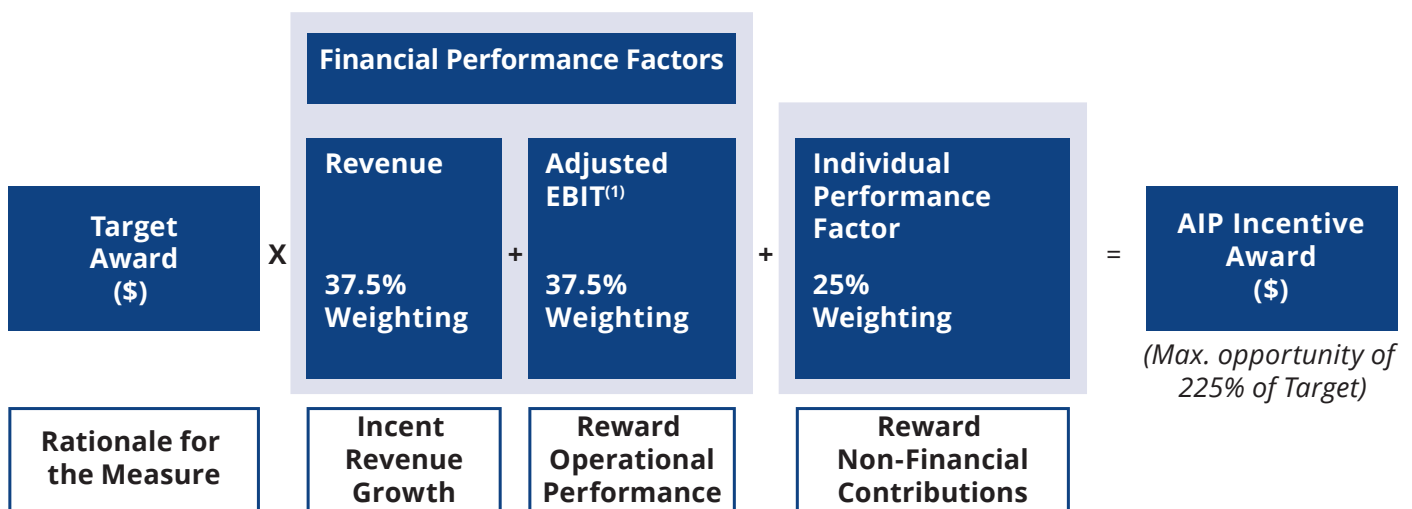 Financial Performance Factors
Target
Award
($)
X
Revenue
37.5%
Weighting
+
Adjusted
EBIT(1)
37.5%
Weighting
+
Individual
Performance
Factor
25%
Weighting
=
AIP Incentive
Award
($)
(Max. opportunity of
225% of Target)
Rationale for
the Measure
Incent
Revenue
Growth
Reward
Operational
Performance
Reward
Non-Financial
Contributions